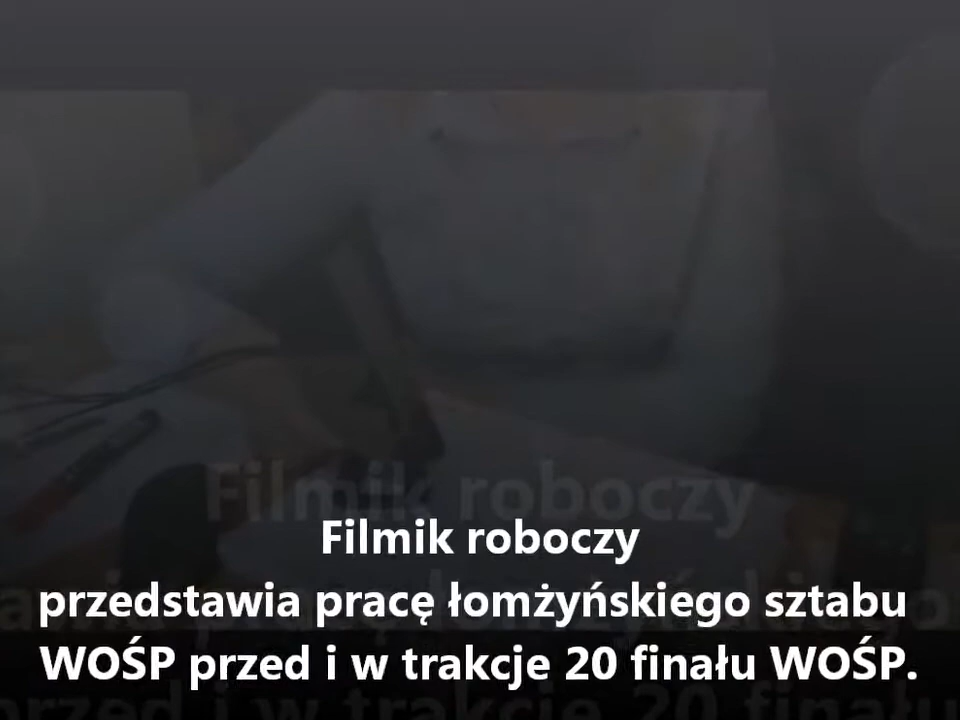 Filmik roboczy
przedstawia pracę łomżyńskiego sztabu
WOŚP przed i w trakcje 20 finału WOŚP.